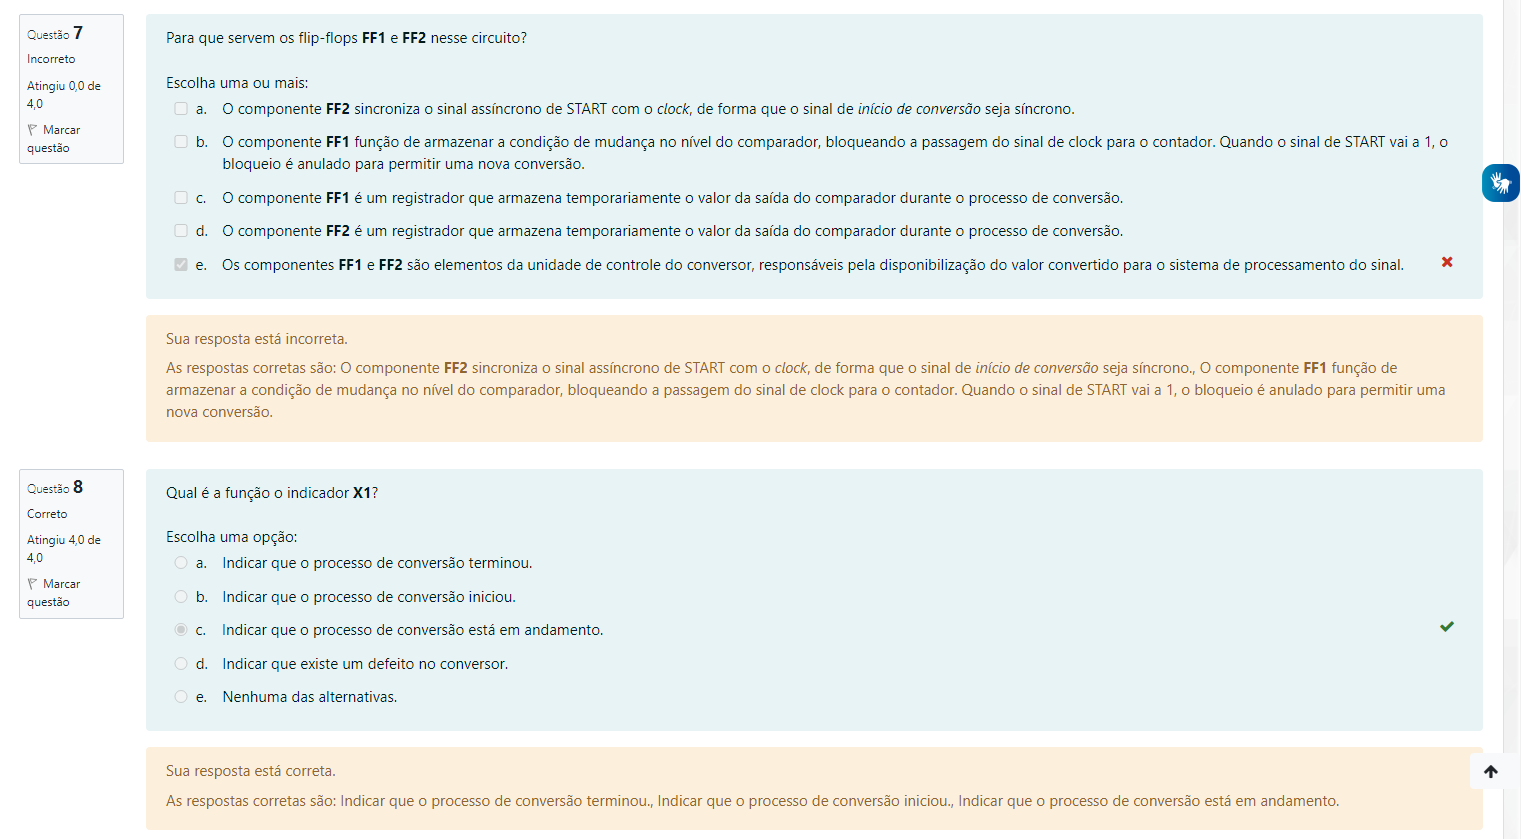 Questão 7
Incorreto
Atingiu 0,0 de
4,0
Marcar
questão
Para que servem os flip-flops FF1 e FF2 nesse circuito?
Escolha uma ou mais:
a. O componente FF2 sincroniza o sinal assíncrono de START com o clock, de forma que o sinal de início de conversão seja síncrono.
b. O componente FF1 função de armazenar a condição de mudança no nível do comparador, bloqueando a passagem do sinal de clock para o contador. Quando o sinal de START vai a 1, o
bloqueio é anulado para permitir uma nova conversão.
c. O componente FF1 é um registrador que armazena temporariamente o valor da saída do comparador durante o processo de conversão.
d. O componente FF2 é um registrador que armazena temporariamente o valor da saída do comparador durante o processo de conversão.
e. Os componentes FF1 e FF2 são elementos da unidade de controle do conversor, responsáveis pela disponibilização do valor convertido para o sistema de processamento do sinal.
Sua resposta está incorreta.
As respostas corretas são: O componente FF2 sincroniza o sinal assíncrono de START com o clock, de forma que o sinal de início de conversão seja síncrono., O componente FF1 função de
armazenar a condição de mudança no nível do comparador, bloqueando a passagem do sinal de clock para o contador. Quando o sinal de START vai a 1, o bloqueio é anulado para permitir uma
nova conversão.
Questão 8
Correto
Atingiu 4,0 de
4,0
Marcar
questão
Qual é a função o indicador X1?
Escolha uma opção:
a. Indicar que o processo de conversão terminou.
b. Indicar que o processo de conversão iniciou.
c. Indicar que o processo de conversão está em andamento.
d. Indicar que existe um defeito no conversor.
e. Nenhuma das alternativas.
Sua resposta está correta.
As respostas corretas são: Indicar que o processo de conversão terminou., Indicar que o processo de conversão iniciou., Indicar que o processo de conversão está em andamento.